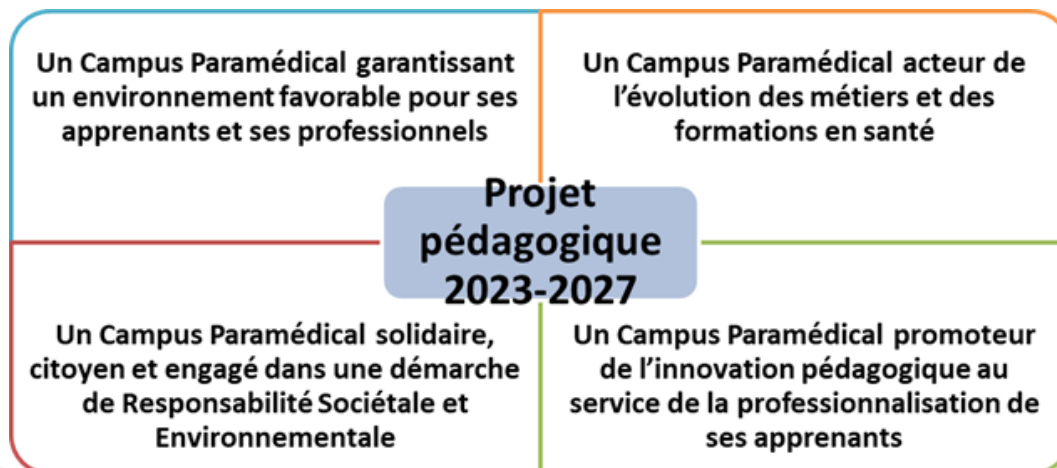 Un Campus Paramédical garantissant
un environnement favorable pour ses
apprenants et ses professionnels
Un Campus Paramédical acteur de
l'évolution des métiers et des
formations en santé
Projet
pédagogique
2023-2027
Un Campus Paramédical solidaire,
citoyen et engagé dans une démarche
de Responsabilité Sociétale et
Environnementale
Un Campus Paramédical promoteur
de l'innovation pédagogique au
service de la professionnalisation de
ses apprenants